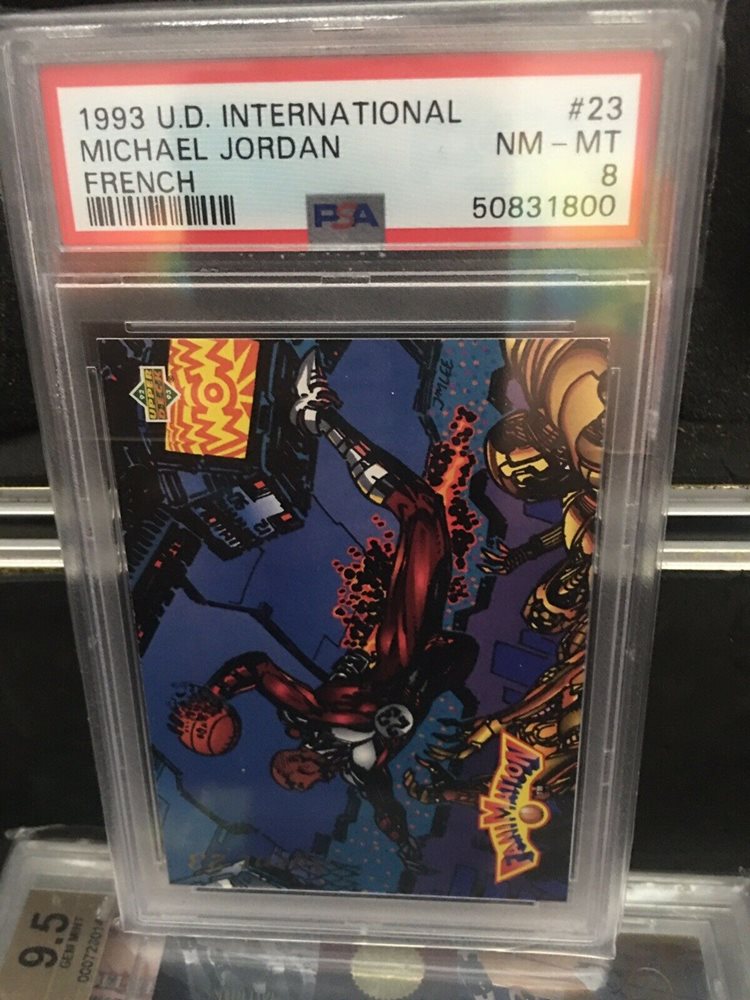 1993 U.D. INTERNATIONAL #23
MICHAEL JORDAN NM - MT
FRENCH 8
PSA 50831800
JIM LEE
WOW
UPPER DECK
FANIMATION
9.5
GEM MINT